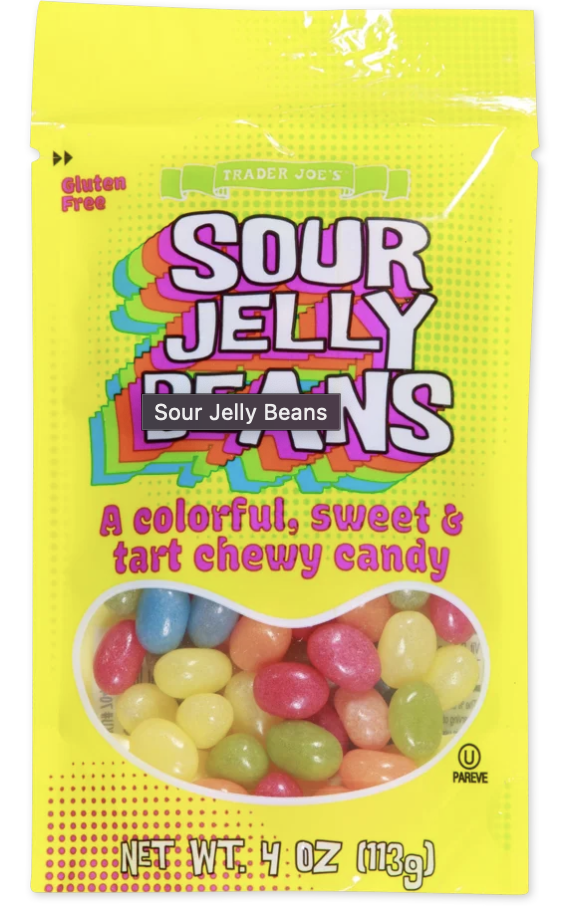 Gluten
Free
TRADER JOE'S
SOUR
JELLY
BEANS
Sour Jelly Beans
A colorful, sweet &
tart chewy candy
U
PAREVE
NET WT. 4 OZ (113g)